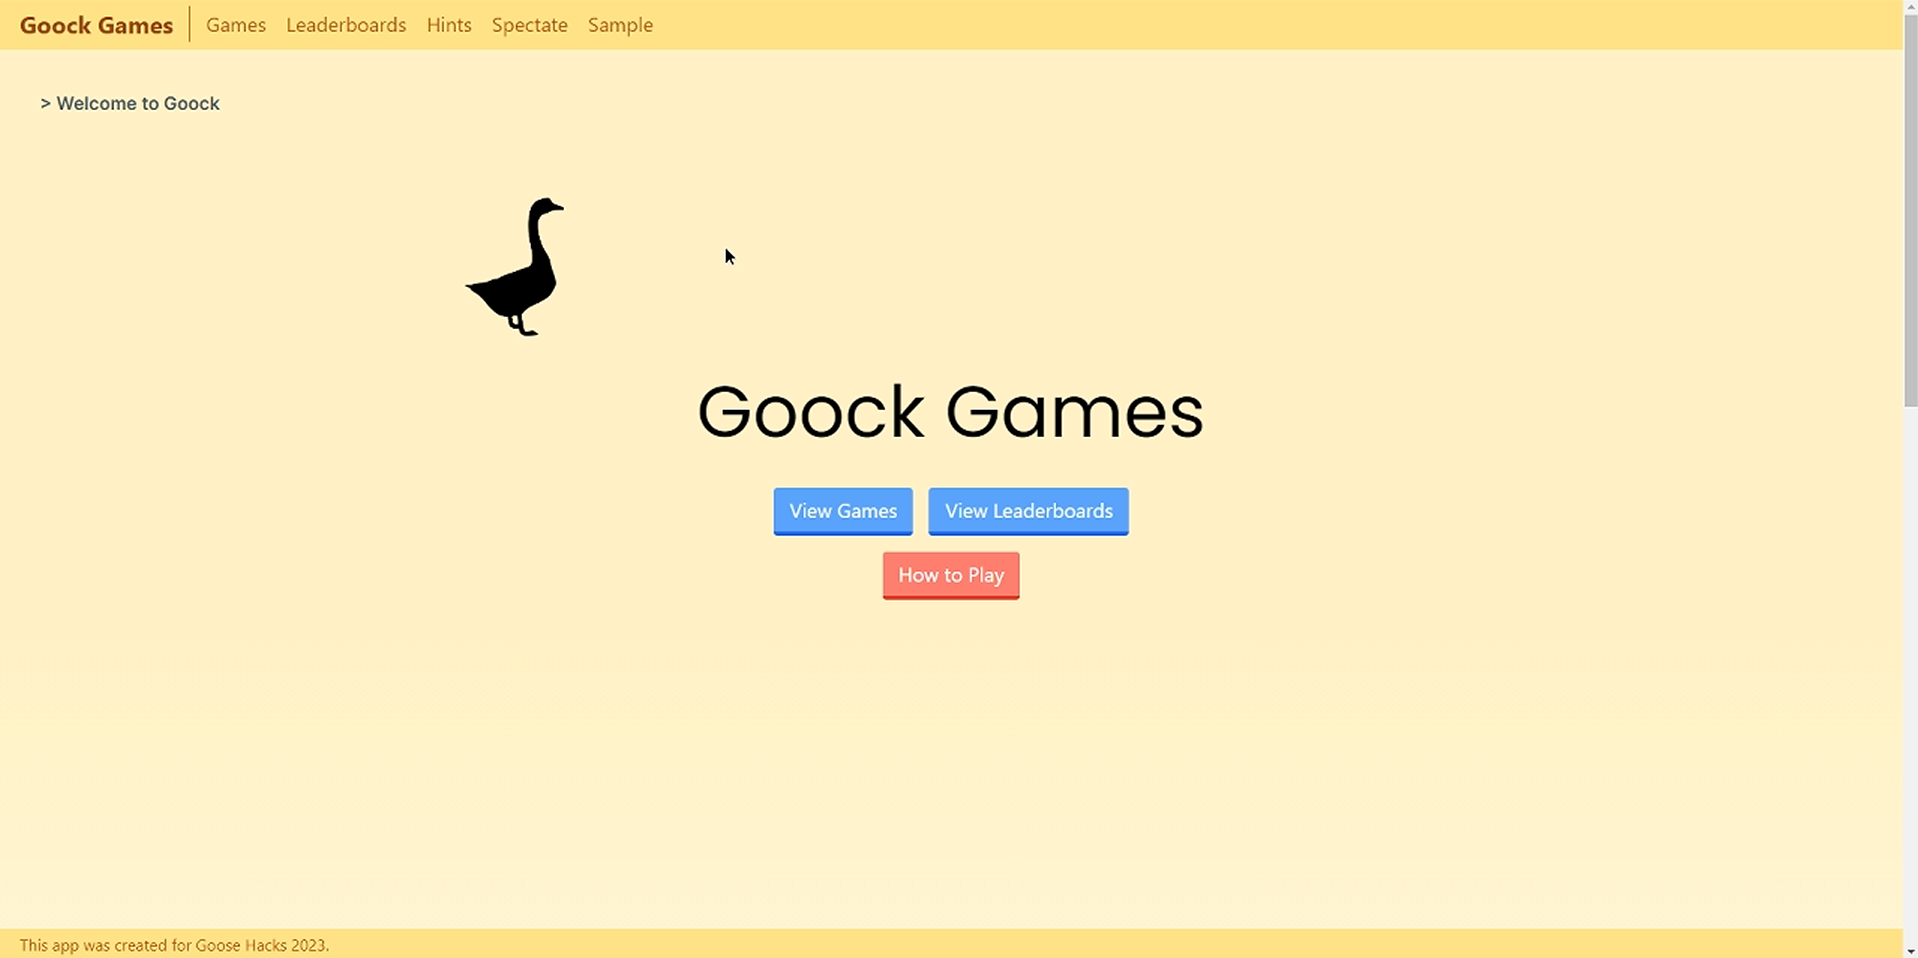 Goock Games Games Leaderboards Hints Spectate Sample
> Welcome to Goock
Goock Games
View Games View Leaderboards
How to Play
This app was created for Goose Hacks 2023.